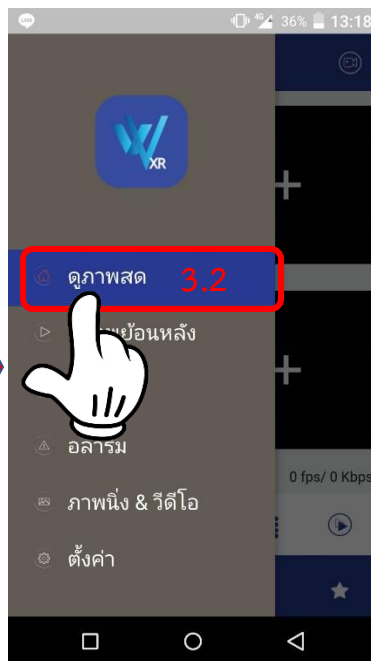 LINE 4G 36% 13:18
XR
ดูภาพสด 3.2
ย้อนหลัง
อลาร์ม
ภาพนิ่ง & วีดีโอ
0 fps/ 0 Kbps
ตั้งค่า